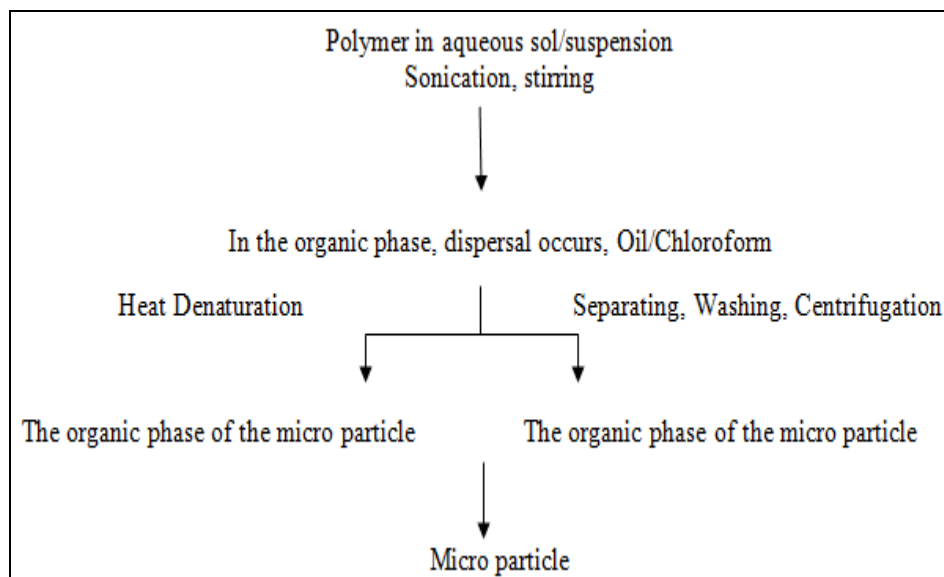 Polymer in aqueous sol/suspension
Sonication, stirring
In the organic phase, dispersal occurs, Oil/Chloroform
Heat Denaturation
Separating, Washing, Centrifugation
The organic phase of the micro particle
The organic phase of the micro particle
Micro particle